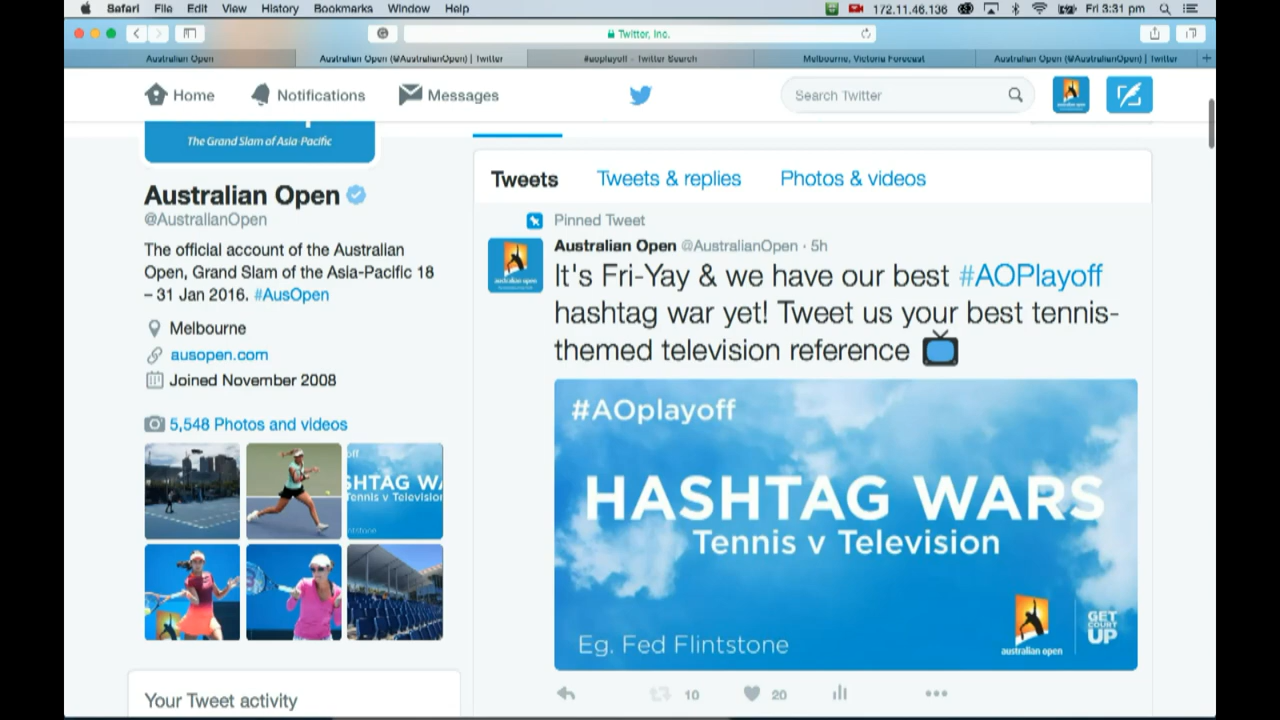 Safari File Edit View History Bookmarks Window Help 172.11.46.136 Fri 3:31 pm
Twitter, Inc.
Australian Open Australian Open (@AustralianOpen) | Twitter #aoplayoff - Twitter Search Melbourne, Victoria Forecast Australian Open (@AustralianOpen) | Twitter
Home Notifications Messages Search Twitter
The Grand Slam of Asia-Pacific
Australian Open
@AustralianOpen
The official account of the Australian
Open, Grand Slam of the Asia-Pacific 18
– 31 Jan 2016. #AusOpen
Melbourne
ausopen.com
Joined November 2008
5,548 Photos and videos
off
SHTAG WA
Tennis v Television
ntstone
Your Tweet activity
Tweets Tweets & replies Photos & videos
Pinned Tweet
Australian Open @AustralianOpen · 5h
It's Fri-Yay & we have our best #AOPlayoff
hashtag war yet! Tweet us your best tennis-
themed television reference
#AOplayoff
HASHTAG WARS
Tennis v Television
Eg. Fed Flintstone
australian open
GET
COURT
UP
10 20